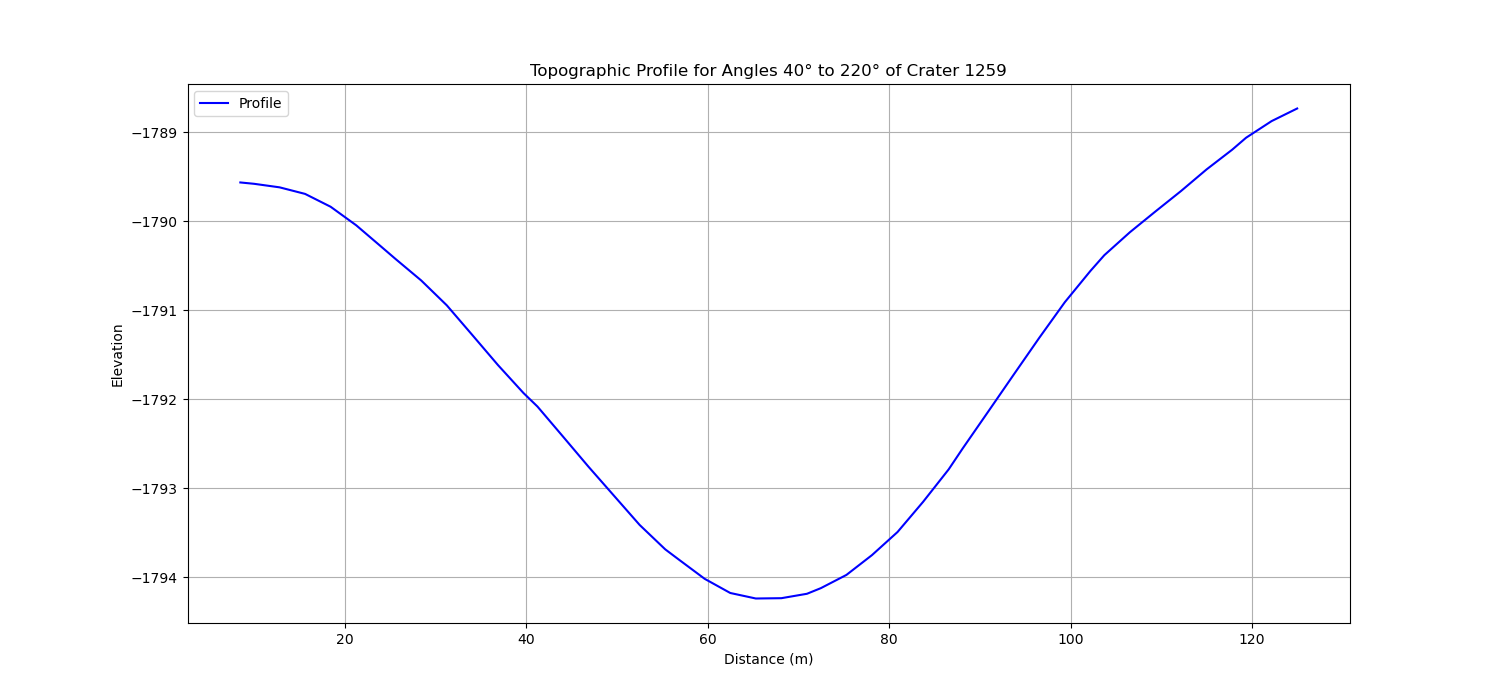 Topographic Profile for Angles 40° to 220° of Crater 1259
Profile
−1789
−1790
−1791
−1792
−1793
−1794
Elevation
20 40 60 80 100 120
Distance (m)